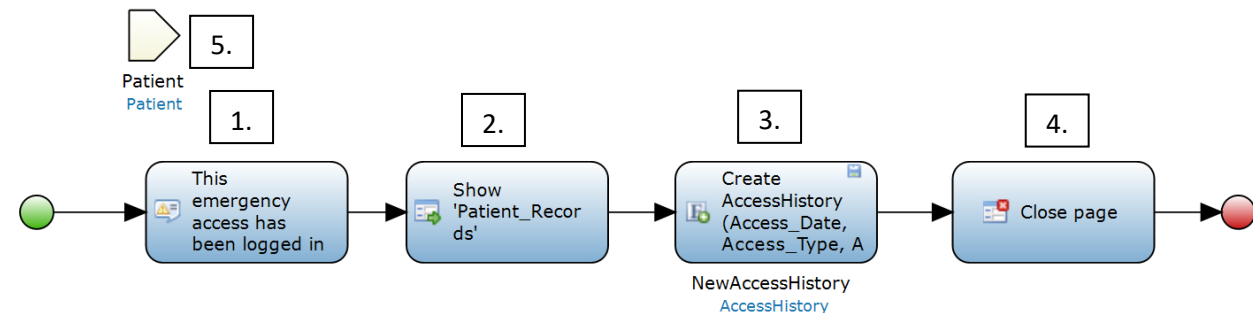 5.
Patient
Patient
1.
2.
3.
4.
This
emergency
access has
been logged in
Show
'Patient_Recor
ds'
Create
AccessHistory
(Access_Date,
Access_Type, A
Close page
NewAccessHistory
AccessHistory